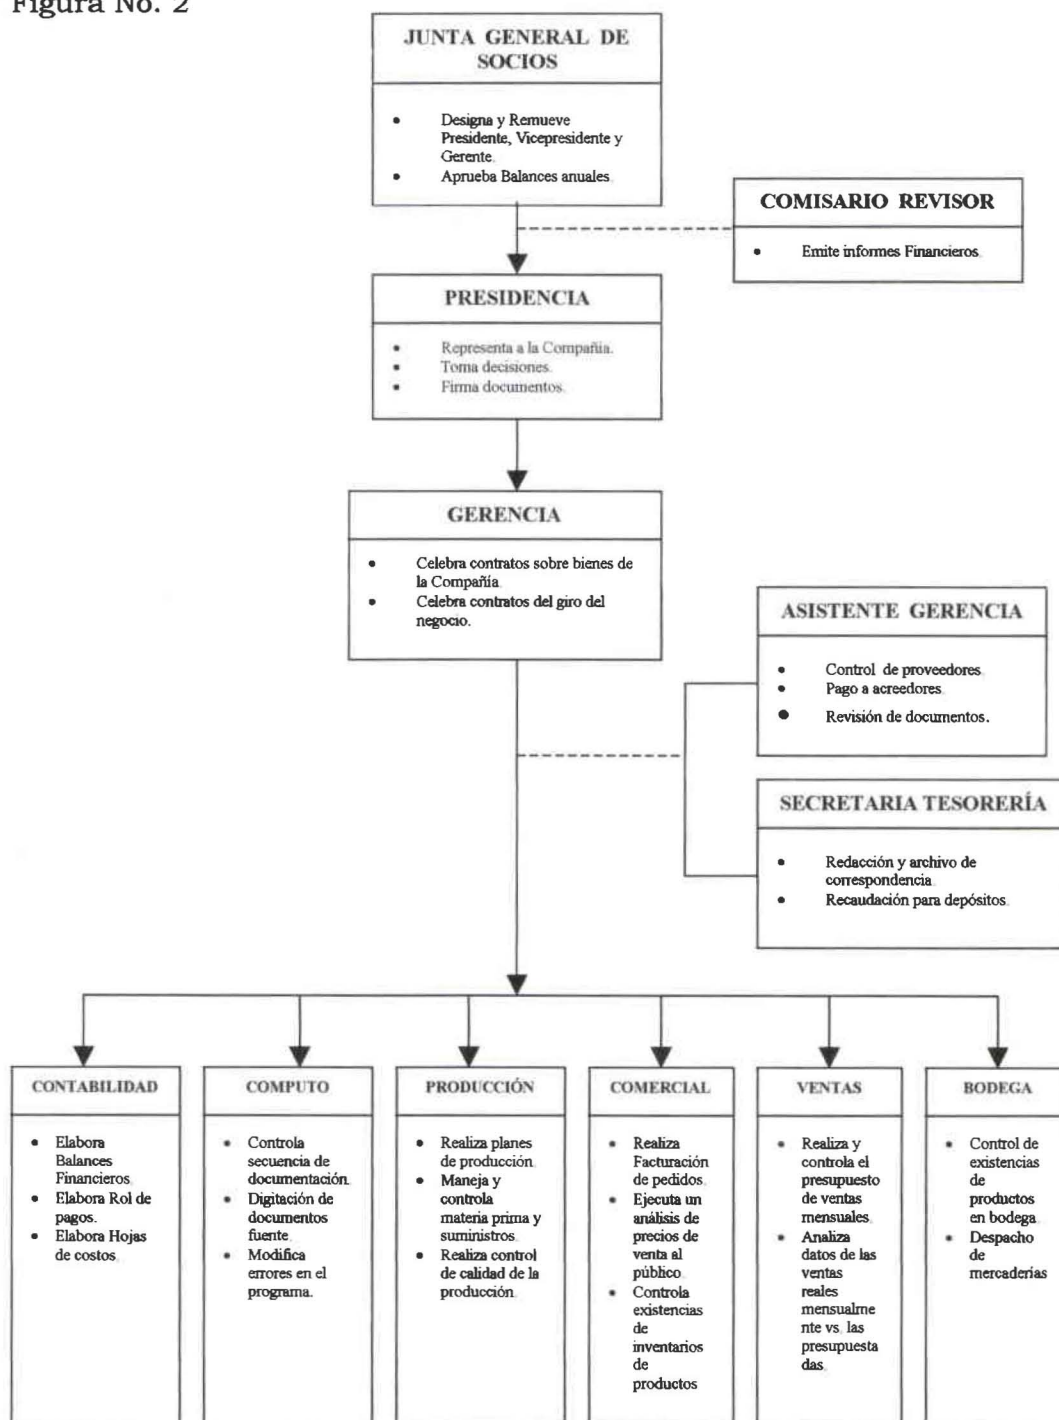 Figura No. 2
JUNTA GENERAL DE
SOCIOS
• Designa y Remueve
Presidente, Vicepresidente y
Gerente.
• Aprueba Balances anuales.
COMISARIO REVISOR
• Emite informes Financieros.
PRESIDENCIA
• Representa a la Compañia.
• Toma decisiones.
• Firma documentos.
GERENCIA
• Celebra contratos sobre bienes de
la Compañía.
• Celebra contratos del giro del
negocio.
ASISTENTE GERENCIA
• Control de proveedores.
• Pago a acreedores.
• Revisión de documentos.
SECRETARIA TESORERÍA
• Redacción y archivo de
correspondencia.
• Recaudación para depósitos.
CONTABILIDAD
• Elabora
Balances
Financieros.
• Elabora Rol de
pagos.
• Elabora Hojas
de costos.
COMPUTO
• Controla
secuencia de
documentación.
• Digitación de
documentos
fuente.
• Modifica
errores en el
programa.
PRODUCCIÓN
• Realiza planes
de producción.
• Maneja y
controla
materia prima y
suministros.
• Realiza control
de calidad de la
producción.
COMERCIAL
• Realiza
Facturación
de pedidos.
• Ejecuta un
análisis de
precios de
venta al
público.
• Controla
existencias
de
inventarios
de
productos
VENTAS
• Realiza y
controla el
presupuesto
de ventas
mensuales.
• Analiza
datos de las
ventas
reales
mensualme
nte vs. las
presupuesta
das.
BODEGA
• Control de
existencias
de
productos
en bodega.
• Despacho
de
mercaderías